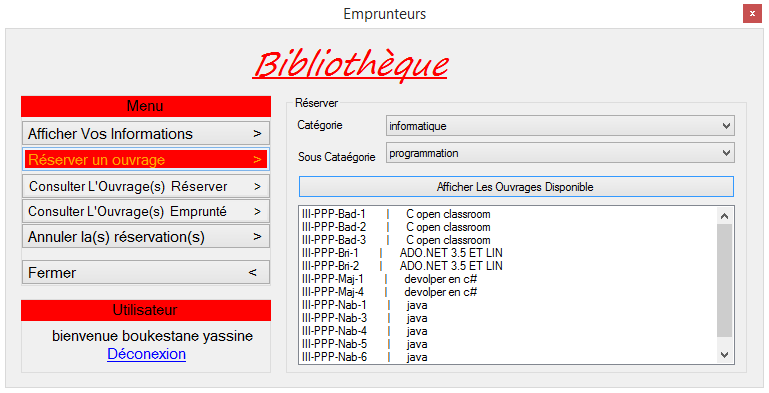 Emprunteurs
x
Bibliothèque
Menu
Afficher Vos Informations >
Réserver un ouvrage >
Consulter L'Ouvrage(s) Réserver >
Consulter L'Ouvrage(s) Emprunté >
Annuler la(s) réservation(s) >
Fermer <
Utilisateur
bienvenue boukestane yassine
Déconexion
Réserver
Catégorie informatique
Sous Cataégorie programmation
Afficher Les Ouvrages Disponible
III-PPP-Bad-1 | C open classroom
III-PPP-Bad-2 | C open classroom
III-PPP-Bad-3 | C open classroom
III-PPP-Bri-1 | ADO.NET 3.5 ET LIN
III-PPP-Bri-2 | ADO.NET 3.5 ET LIN
III-PPP-Maj-1 | devolper en c#
III-PPP-Maj-4 | devolper en c#
III-PPP-Nab-1 | java
III-PPP-Nab-3 | java
III-PPP-Nab-4 | java
III-PPP-Nab-5 | java
III-PPP-Nab-6 | java